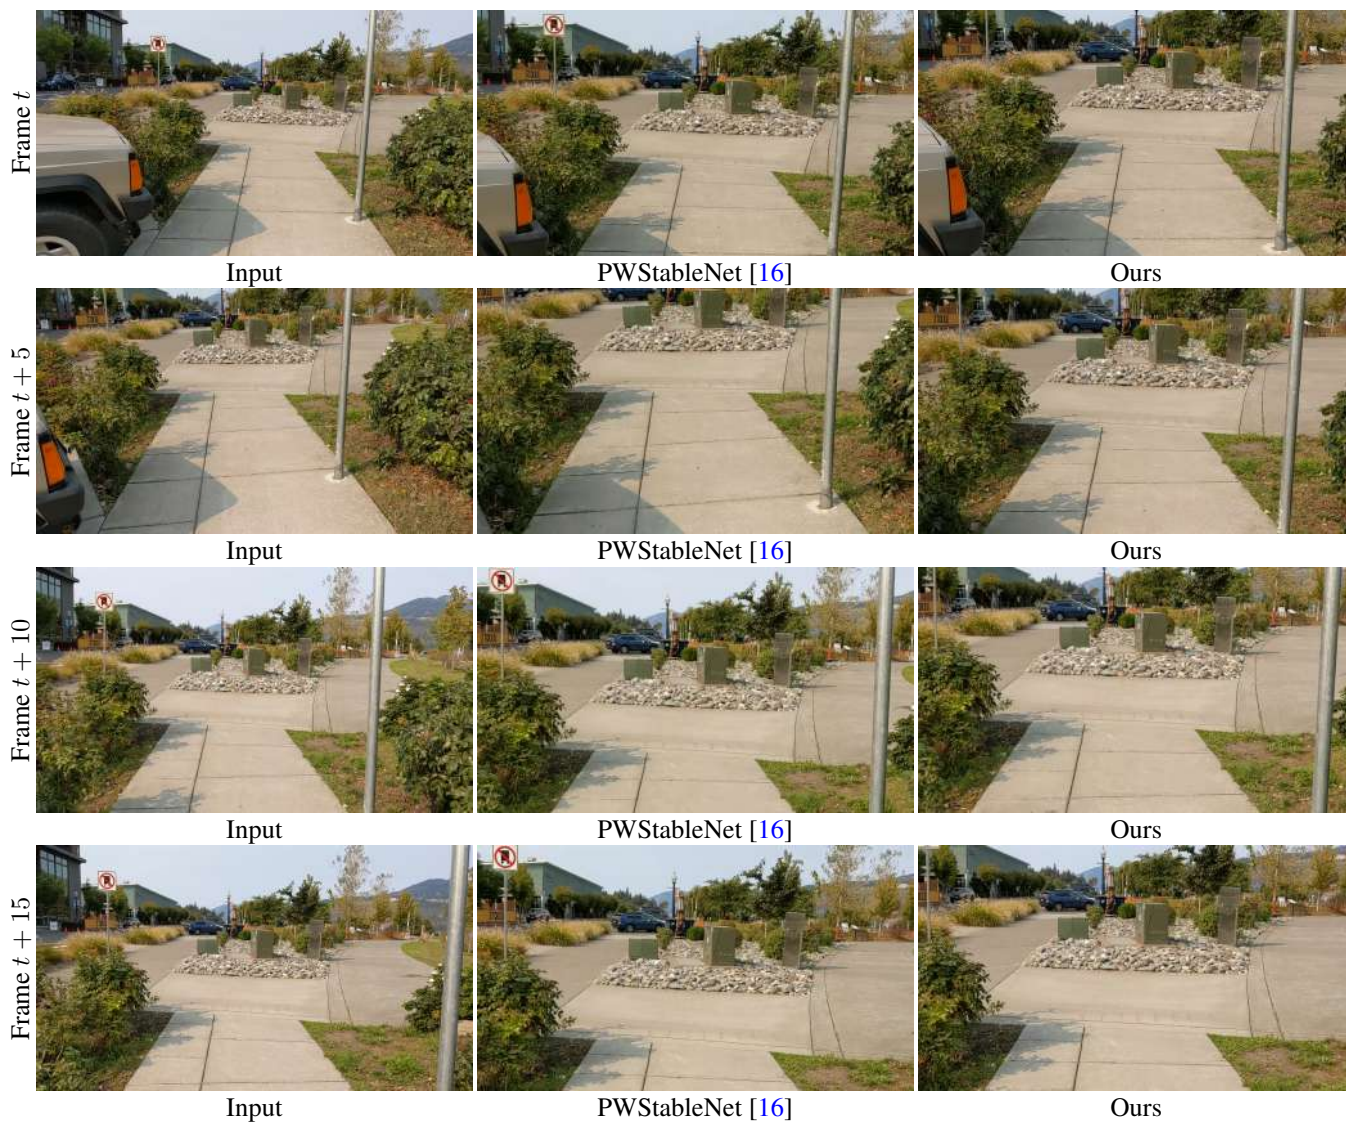 Frame t
Input PWStableNet [16] Ours
Frame t + 5
Input PWStableNet [16] Ours
Frame t + 10
Input PWStableNet [16] Ours
Frame t + 15
Input PWStableNet [16] Ours